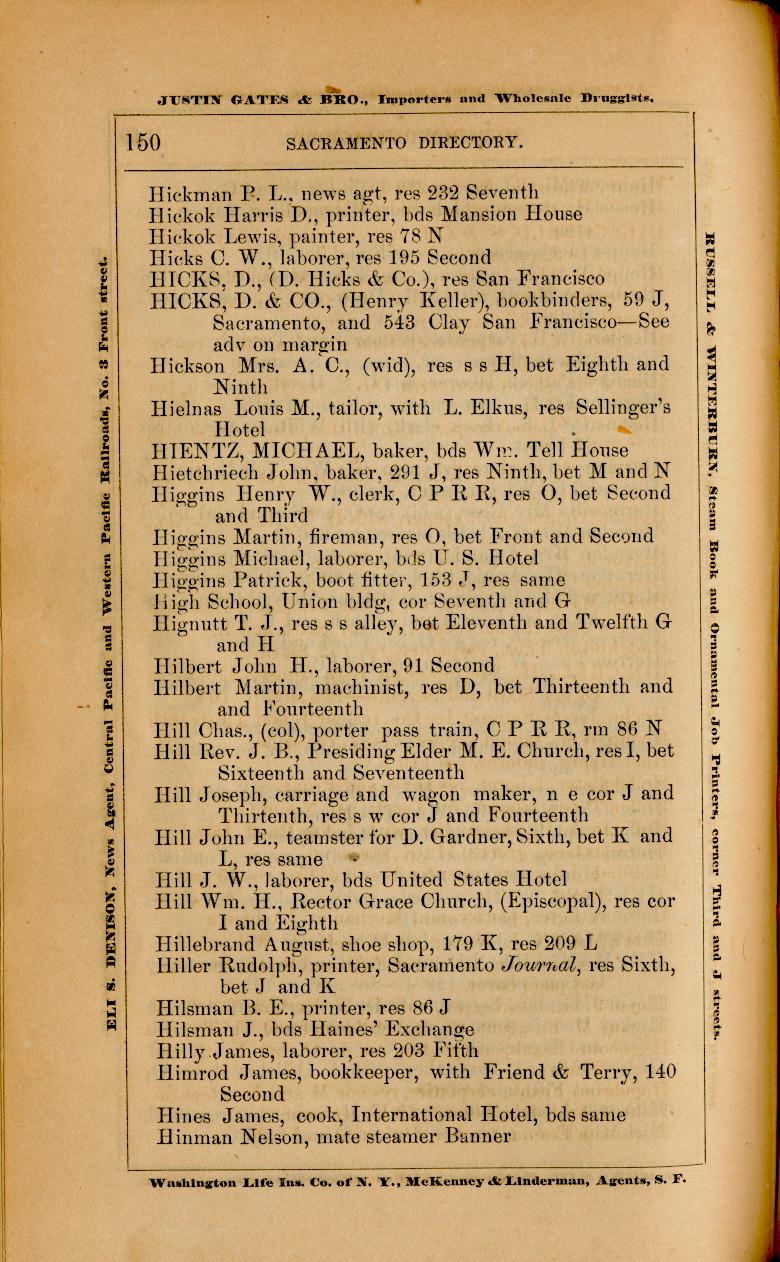 JUSTIN GATES & BRO., Importers and Wholesale Druggists.
150 SACRAMENTO DIRECTORY.
Hickman P. L., news agt, res 232 Seventh
Hickok Harris D., printer, bds Mansion House
Hickok Lewis, painter, res 78 N
Hicks C. W., laborer, res 195 Second
HICKS, D., (D. Hicks & Co.), res San Francisco
HICKS, D. & CO., (Henry Keller), bookbinders, 59 J,
Sacramento, and 543 Clay San Francisco—See
adv on margin
Hickson Mrs. A. C., (wid), res s s H, bet Eighth and
Ninth
Hielnas Louis M., tailor, with L. Elkus, res Sellinger's
Hotel
HIENTZ, MICHAEL, baker, bds Wm. Tell House
Hietchriech John, baker, 291 J, res Ninth, bet M and N
Higgins Henry W., clerk, C P R R, res O, bet Second
and Third
Higgins Martin, fireman, res O, bet Front and Second
Higgins Michael, laborer, bds U. S. Hotel
Higgins Patrick, boot fitter, 153 J, res same
High School, Union bldg, cor Seventh and G
Hignutt T. J., res s s alley, bet Eleventh and Twelfth G
and H
Hilbert John H., laborer, 91 Second
Hilbert Martin, machinist, res D, bet Thirteenth and
and Fourteenth
Hill Chas., (col), porter pass train, C P R R, rm 86 N
Hill Rev. J. B., Presiding Elder M. E. Church, res I, bet
Sixteenth and Seventeenth
Hill Joseph, carriage and wagon maker, n e cor J and
Thirtenth, res s w cor J and Fourteenth
Hill John E., teamster for D. Gardner, Sixth, bet K and
L, res same
Hill J. W., laborer, bds United States Hotel
Hill Wm. H., Rector Grace Church, (Episcopal), res cor
I and Eighth
Hillebrand August, shoe shop, 179 K, res 209 L
Hiller Rudolph, printer, Sacramento Journal, res Sixth,
bet J and K
Hilsman B. E., printer, res 86 J
Hilsman J., bds Haines' Exchange
Hilly James, laborer, res 203 Fifth
Himrod James, bookkeeper, with Friend & Terry, 140
Second
Hines James, cook, International Hotel, bds same
Hinman Nelson, mate steamer Banner
Washington Life Ins. Co. of N. Y., McKenney & Linderman, Agents, S. F.
ELI S. DENISON, News Agent, Central Pacific and Western Pacific Railroads, No. 3 Front street.
RUSSELL & WINTERBURN, Steam Book and Ornamental Job Printers, corner Third and J streets.